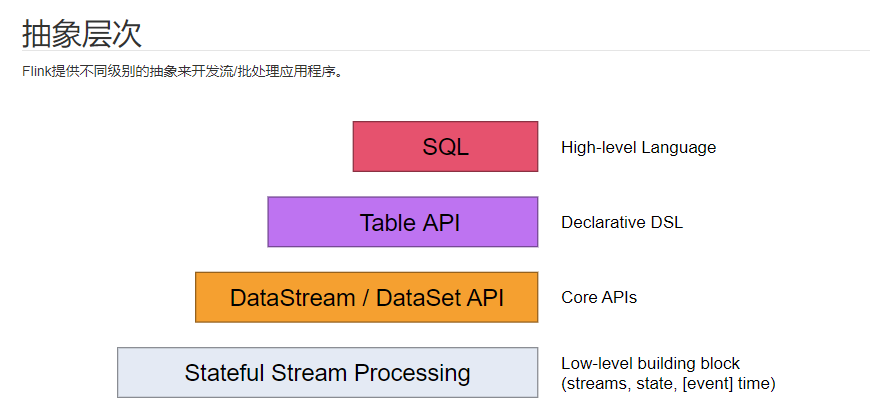 抽象层次
Flink提供不同级别的抽象来开发流/批处理应用程序。
SQL
High-level Language
Table API
Declarative DSL
DataStream / DataSet API
Core APIs
Stateful Stream Processing
Low-level building block
(streams, state, [event] time)